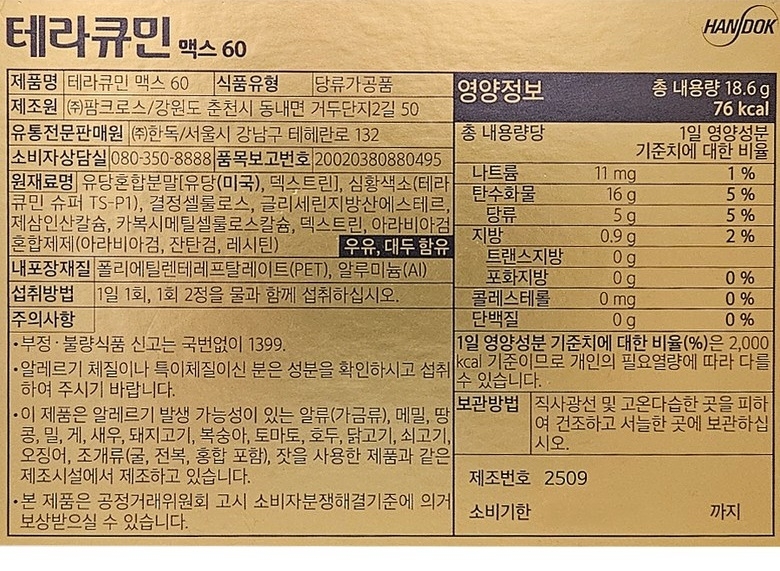 테라큐민 맥스 60
HANDOK
제품명 테라큐민 맥스 60 식품유형 당류가공품
제조원 ㈜팜크로스/강원도 춘천시 동내면 거두단지2길 50
유통전문판매원 ㈜한독/서울시 강남구 테헤란로 132
소비자상담실 080-350-8888 품목보고번호 20020380880495
원재료명 유당혼합분말(유당(미국), 덱스트린), 심황색소(테라
큐민 슈퍼 TS-P1), 결정셀룰로스, 글리세린지방산에스테르,
제삼인산칼슘, 카복시메틸셀룰로스칼슘, 덱스트린, 아라비아검
혼합제제(아라비아검, 잔탄검, 레시틴) 우유, 대두 함유
내포장재질 폴리에틸렌테레프탈레이트(PET), 알루미늄(Al)
섭취방법 1일 1회, 1회 2정을 물과 함께 섭취하십시오.
주의사항
• 부정 · 불량식품 신고는 국번없이 1399.
• 알레르기 체질이나 특이체질이신 분은 성분을 확인하시고 섭취
하여 주시기 바랍니다.
• 이 제품은 알레르기 발생 가능성이 있는 알류(가금류), 메밀, 땅
콩, 밀, 게, 새우, 돼지고기, 복숭아, 토마토, 호두, 닭고기, 쇠고기,
오징어, 조개류(굴, 전복, 홍합 포함), 잣을 사용한 제품과 같은
제조시설에서 제조하고 있습니다.
• 본 제품은 공정거래위원회 고시 소비자분쟁해결기준에 의거
보상받으실 수 있습니다.
영양정보 총 내용량 18.6 g
76 kcal
총 내용량당 1일 영양성분
기준치에 대한 비율
나트륨 11 mg 1 %
탄수화물 16 g 5 %
당류 5 g 5 %
지방 0.9 g 2 %
트랜스지방 0 g
포화지방 0 g 0 %
콜레스테롤 0 mg 0 %
단백질 0 g 0 %
1일 영양성분 기준치에 대한 비율(%)은 2,000
kcal 기준이므로 개인의 필요열량에 따라 다를
수 있습니다.
보관방법 직사광선 및 고온다습한 곳을 피하
여 건조하고 서늘한 곳에 보관하십
시오.
제조번호 2509
소비기한 까지